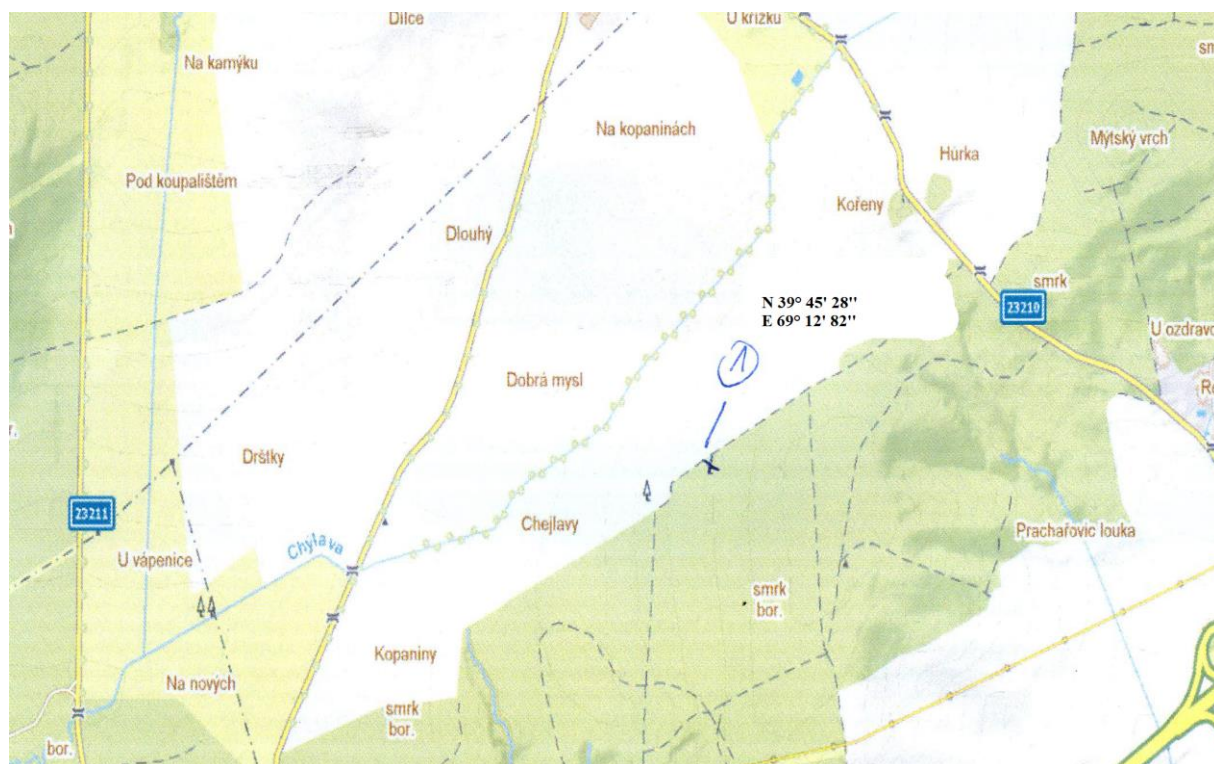 Dílce
U křížku
Na kamýku
Na kopaninách
Mýtský vrch
Hůrka
Pod koupalištěm
Kořeny
Dlouhý
smrk
N 39° 45' 28''
E 69° 12' 82''
23210
1
Dobrá mysl
Drštky
23211
Chejlavy
Prachařovic louka
Chýlava
U vápenice
smrk
bor.
Kopaniny
Na nových
smrk
bor.
bor.